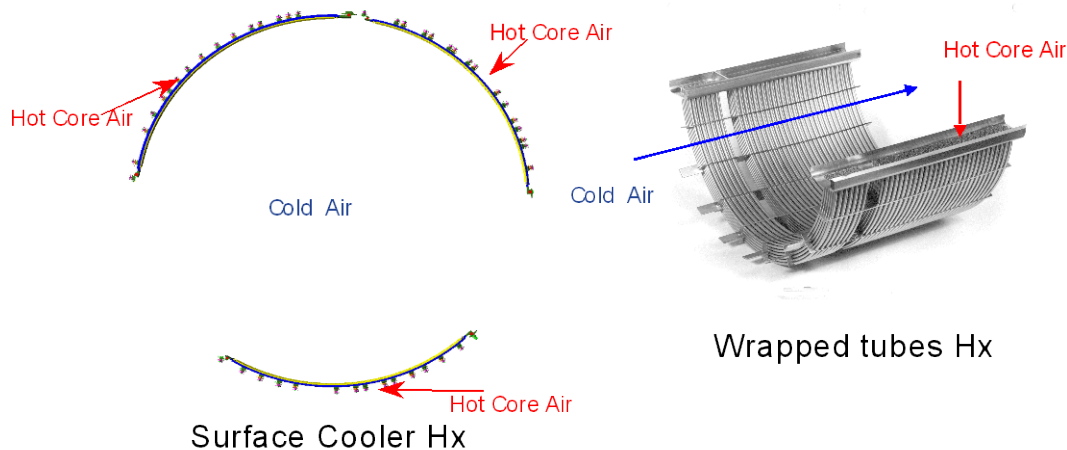 Hot Core Air
Hot Core Air
Hot Core Air
Cold Air
Cold Air
Wrapped tubes Hx
Hot Core Air
Surface Cooler Hx